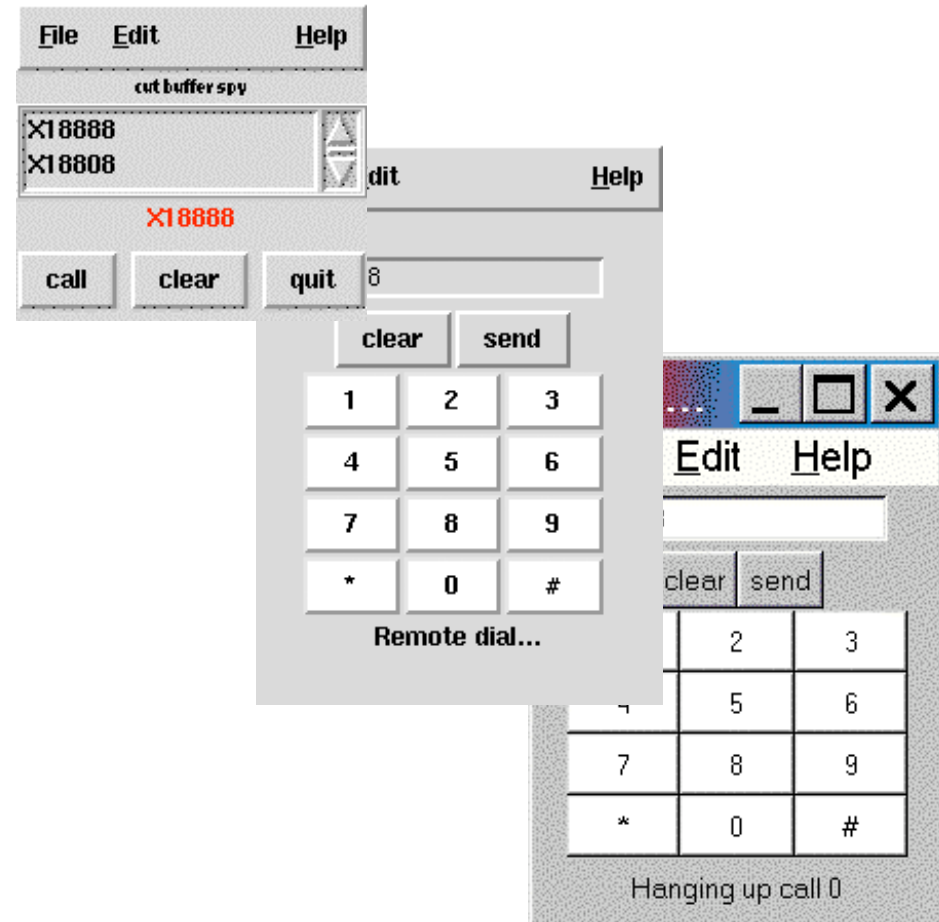 File Edit Help
cut buffer spy
X18888
X18808
X18888
call clear quit
dit Help
8
clear send
1 2 3
4 5 6
7 8 9
* 0 #
Remote dial...
...
Edit Help
clear send
2 3
4 5 6
7 8 9
* 0 #
Hanging up call 0